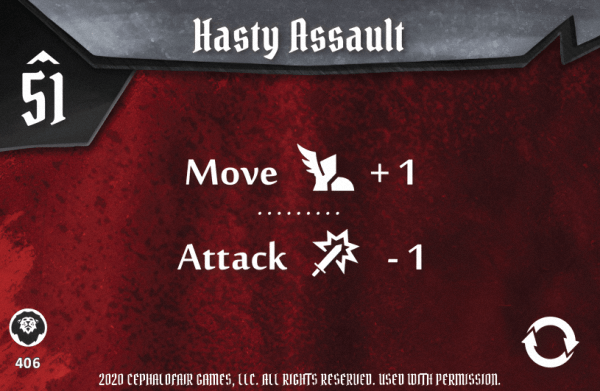 Hasty Assault
51
Move + 1
Attack - 1
406
2020 CEPHALOFAIR GAMES, LLC. ALL RIGHTS RESERVED. USED WITH PERMISSION.